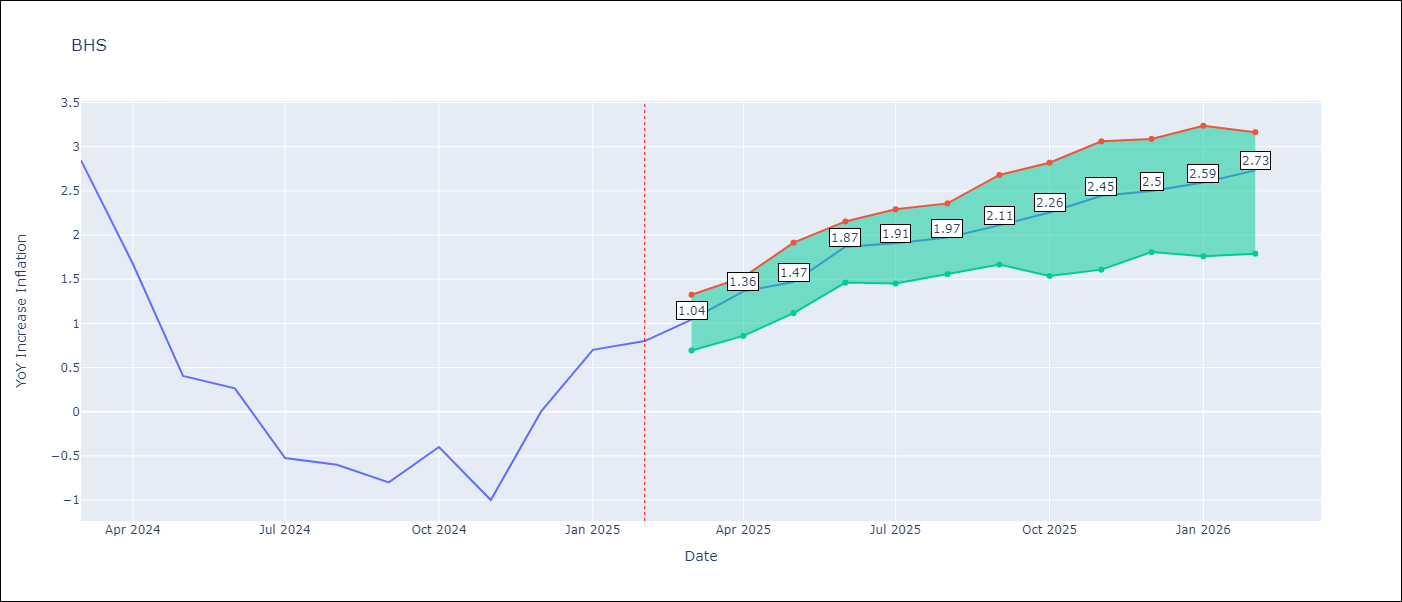 BHS
3.5
3
2.5
2
1.5
1
0.5
0
−0.5
−1
YoY Increase Inflation
1.04
1.36
1.47
1.87
1.91
1.97
2.11
2.26
2.45
2.5
2.59
2.73
Apr 2024
Jul 2024
Oct 2024
Jan 2025
Apr 2025
Jul 2025
Oct 2025
Jan 2026
Date